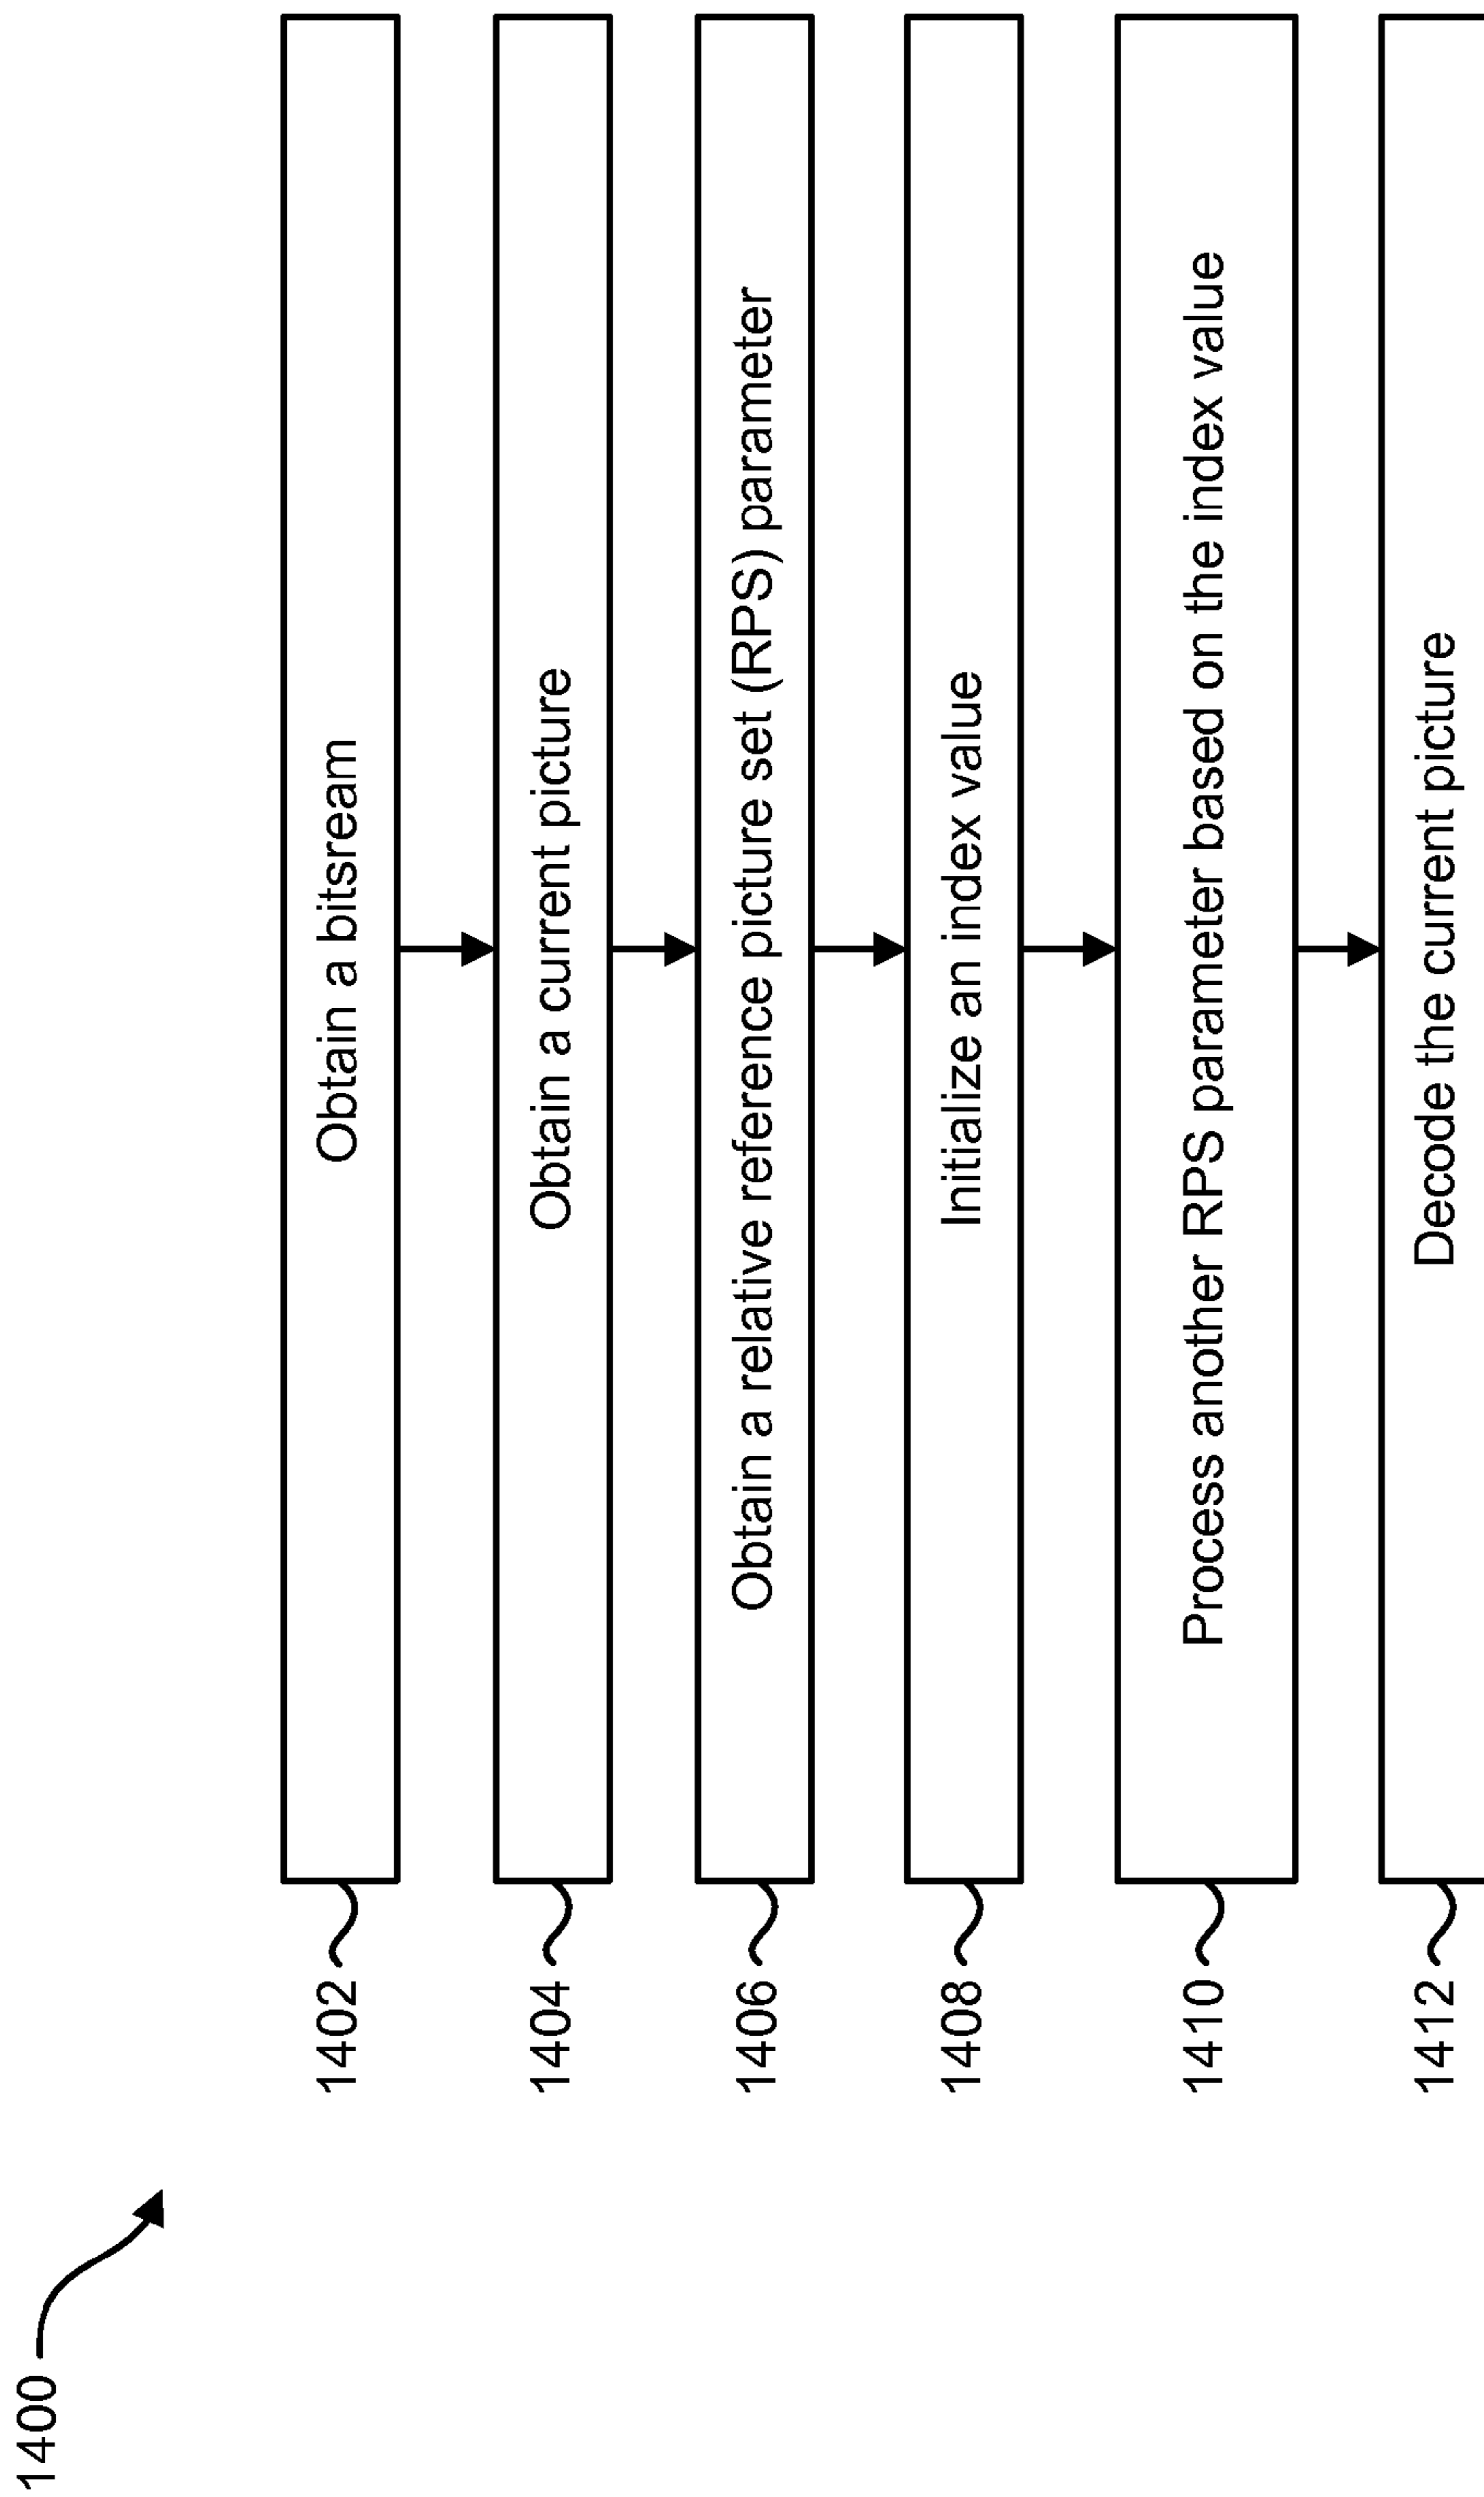 1400
1402
Obtain a bitsream
1404
Obtain a current picture
1406
Obtain a relative reference picture set (RPS) parameter
1408
Initialize an index value
1410
Process another RPS parameter based on the index value
1412
Decode the current picture